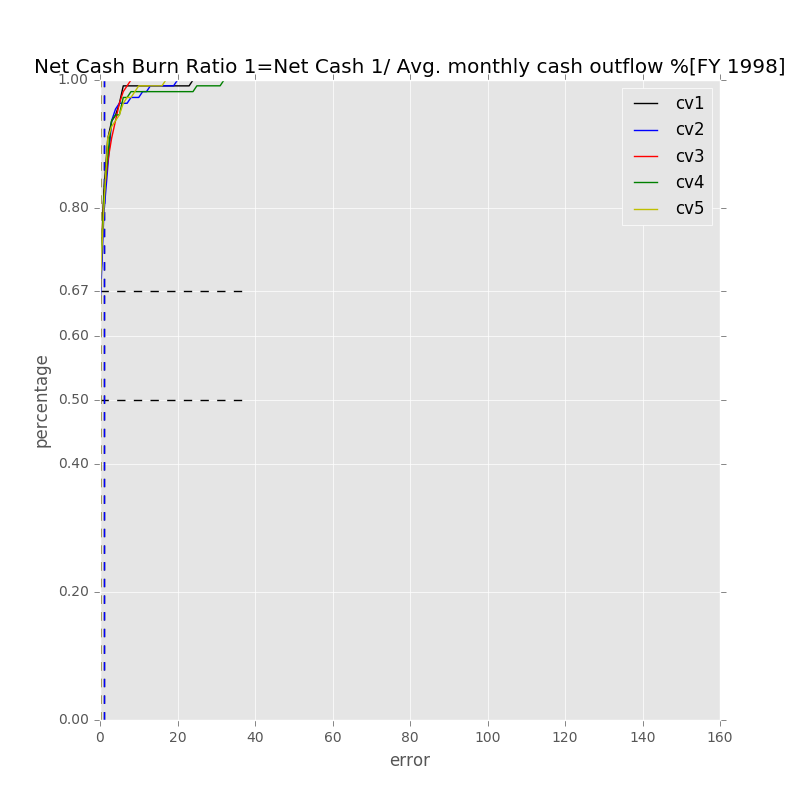 Net Cash Burn Ratio 1=Net Cash 1/ Avg. monthly cash outflow %[FY 1998]
1.00
cv1
cv2
cv3
cv4
cv5
0.80
0.67
0.60
0.50
0.40
0.20
0.00
percentage
0 20 40 60 80 100 120 140 160
error